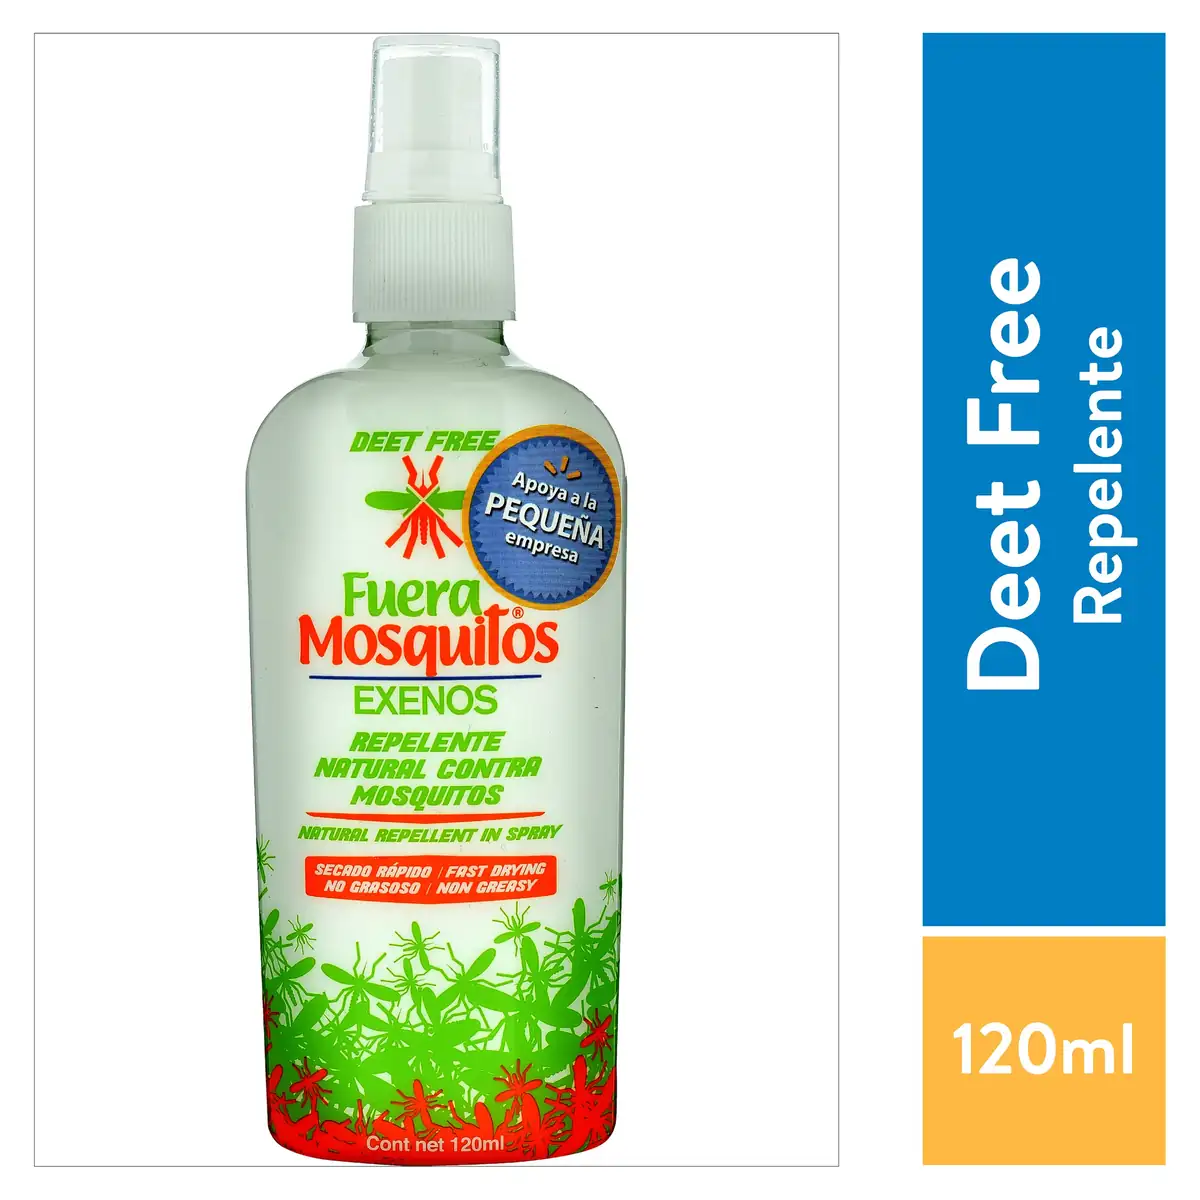 DEET FREE
Apoya a la
PEQUEÑA
empresa
Fuera
Mosquitos®
EXENOS
REPELENTE
NATURAL CONTRA
MOSQUITOS
NATURAL REPELLENT IN SPRAY
SECADO RÁPIDO / FAST DRYING
NO GRASOSO / NON GREASY
Cont net 120ml
Deet Free
Repelente
120ml